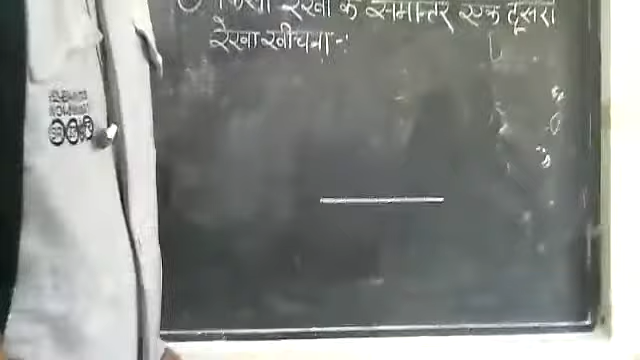 किसी रेखा के समान्तर एक दूसरी
रेखा खींचना -: